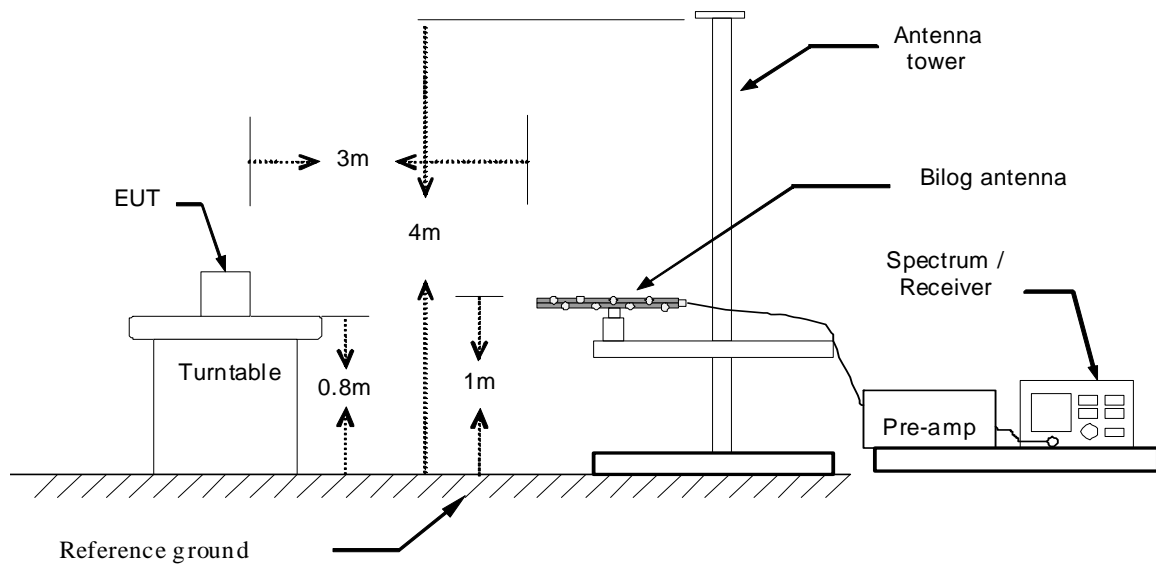 Antenna
tower
3m
Bilog antenna
EUT
4m
Spectrum /
Receiver
Turntable
0.8m
1m
Pre-amp
Reference ground